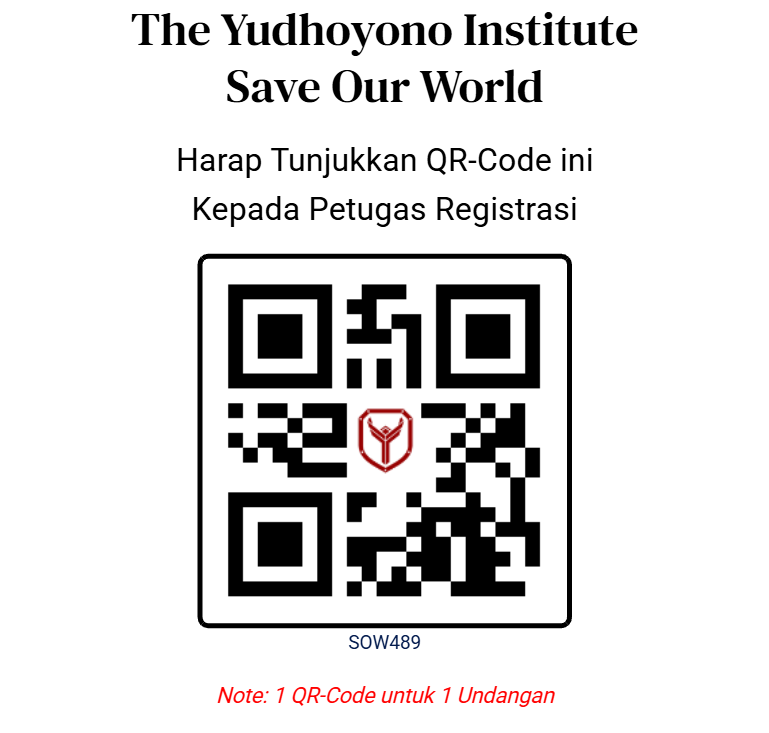 The Yudhoyono Institute
Save Our World
Harap Tunjukkan QR-Code ini
Kepada Petugas Registrasi
SOW489
Note: 1 QR-Code untuk 1 Undangan